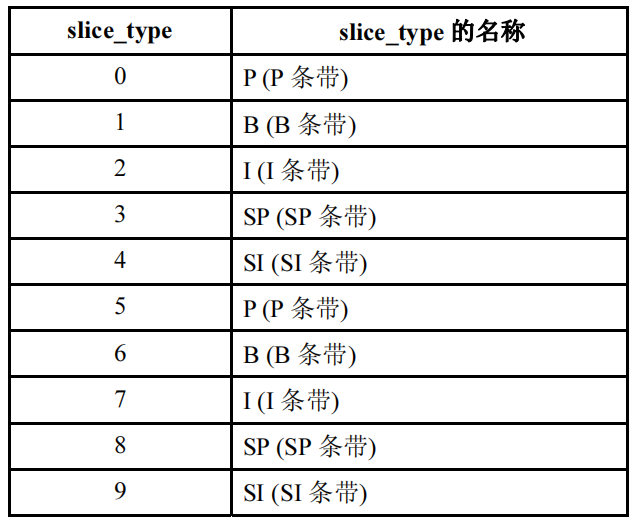 slice_type slice_type 的名称
0 P (P 条带)
1 B (B 条带)
2 I (I 条带)
3 SP (SP 条带)
4 SI (SI 条带)
5 P (P 条带)
6 B (B 条带)
7 I (I 条带)
8 SP (SP 条带)
9 SI (SI 条带)